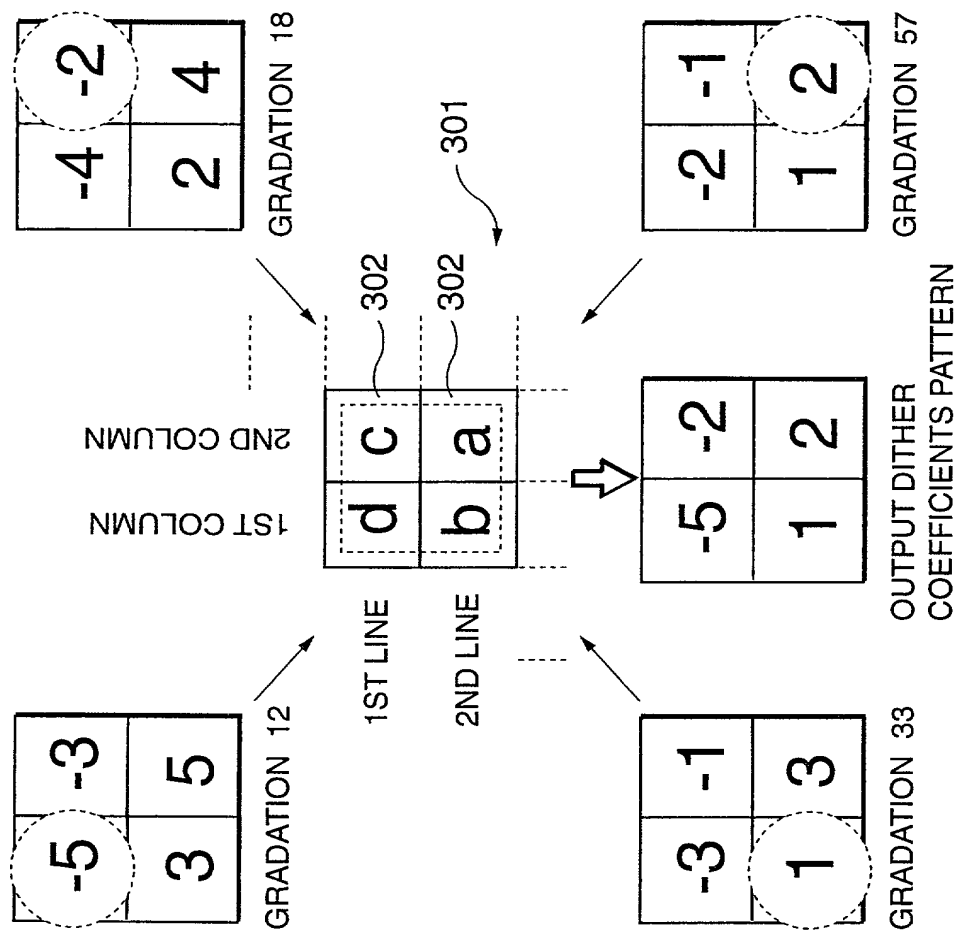 -5 -3
3 5
GRADATION 12
-4 -2
2 4
GRADATION 18
1ST COLUMN
2ND COLUMN
1ST LINE
d c
302
2ND LINE
b a
302
301
-3 -1
1 3
GRADATION 33
-5 -2
1 2
OUTPUT DITHER
COEFFICIENTS PATTERN
-2 -1
1 2
GRADATION 57